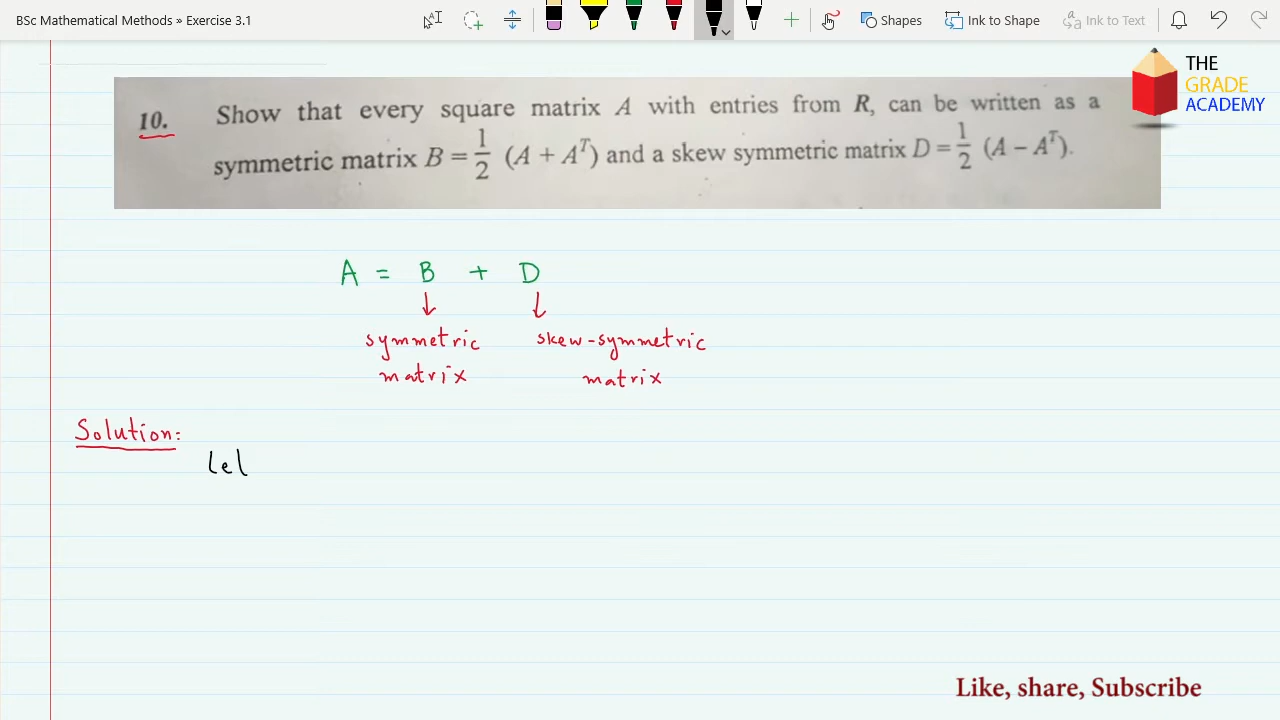 BSc Mathematical Methods » Exercise 3.1
Shapes Ink to Shape Ink to Text
THE
GRADE
ACADEMY
10. Show that every square matrix A with entries from R, can be written as a
symmetric matrix B = 1/2 (A + Aᵀ) and a skew symmetric matrix D = 1/2 (A − Aᵀ).
A = B + D
↓ ↓
symmetric skew-symmetric
matrix matrix
Solution:
Like, share, Subscribe